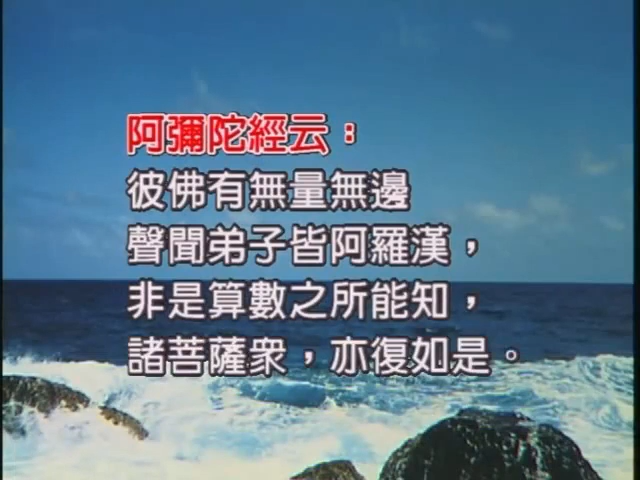 阿彌陀經云：
彼佛有無量無邊
聲聞弟子皆阿羅漢，
非是算數之所能知，
諸菩薩衆，亦復如是。